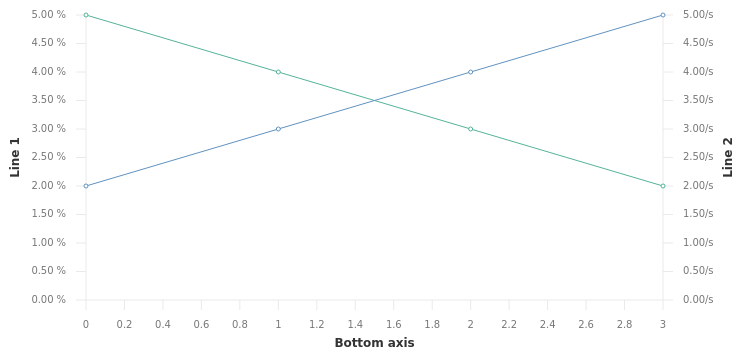 5.00 %
4.50 %
4.00 %
3.50 %
3.00 %
2.50 %
2.00 %
1.50 %
1.00 %
0.50 %
0.00 %
Line 1
5.00/s
4.50/s
4.00/s
3.50/s
3.00/s
2.50/s
2.00/s
1.50/s
1.00/s
0.50/s
0.00/s
Line 2
0 0.2 0.4 0.6 0.8 1 1.2 1.4 1.6 1.8 2 2.2 2.4 2.6 2.8 3
Bottom axis